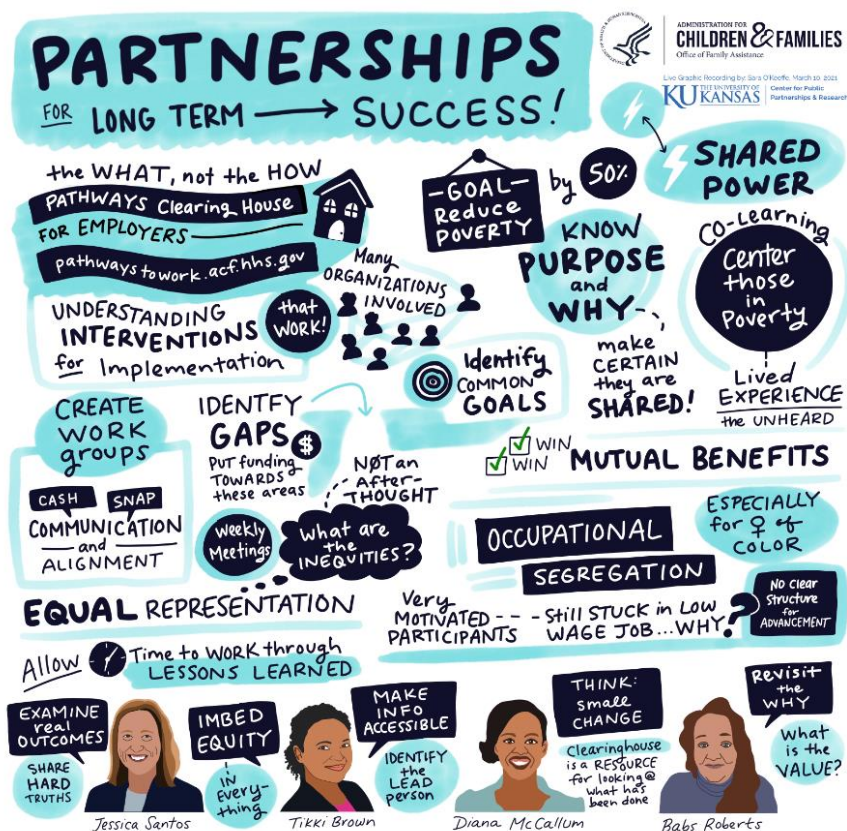 PARTNERSHIPS
FOR LONG TERM → SUCCESS!
ADMINISTRATION FOR
CHILDREN & FAMILIES
Office of Family Assistance
Live Graphic Recording by: Sara O'Keeffe, March 10, 2021
KU THE UNIVERSITY OF
KANSAS
Center for Public
Partnerships & Research
SHARED
POWER
the WHAT, not the HOW
PATHWAYS Clearing House
FOR EMPLOYERS
pathwaystowork.acf.hhs.gov
UNDERSTANDING
INTERVENTIONS
for Implementation
that
WORK!
Many
ORGANIZATIONS
INVOLVED
-GOAL-
Reduce
POVERTY
by 50%
KNOW
PURPOSE
and
WHY
make
CERTAIN
they are
SHARED!
CO-LEARNING
Center
those
in
Poverty
Lived
EXPERIENCE
the UNHEARD
Identify
COMMON
GOALS
CREATE
WORK
groups
CASH
SNAP
COMMUNICATION
and
ALIGNMENT
IDENTFY
GAPS
$
PUT funding
TOWARDS
these areas
NOT an
After-
THOUGHT
Weekly
Meetings
What are
the
INEQUITIES?
WIN
WIN
MUTUAL BENEFITS
OCCUPATIONAL
SEGREGATION
ESPECIALLY
for ♀ of
COLOR
EQUAL REPRESENTATION
Very
MOTIVATED
PARTICIPANTS
--- Still STUCK in LOW
WAGE JOB...WHY?
No Clear
Structure
for
ADVANCEMENT
Allow Time to WORK through
LESSONS LEARNED
EXAMINE
real
OUTCOMES
SHARE
HARD
TRUTHS
Jessica Santos
IMBED
EQUITY
IN
Every-
thing
Tikki Brown
MAKE
INFO
ACCESSIBLE
IDENTIFY
the
LEAD
person
Diana McCallum
THINK:
small
CHANGE
Clearinghouse
is a RESOURCE
for looking@
what has
been done
Babs Roberts
Revisit
the
WHY
What
is the
VALUE?